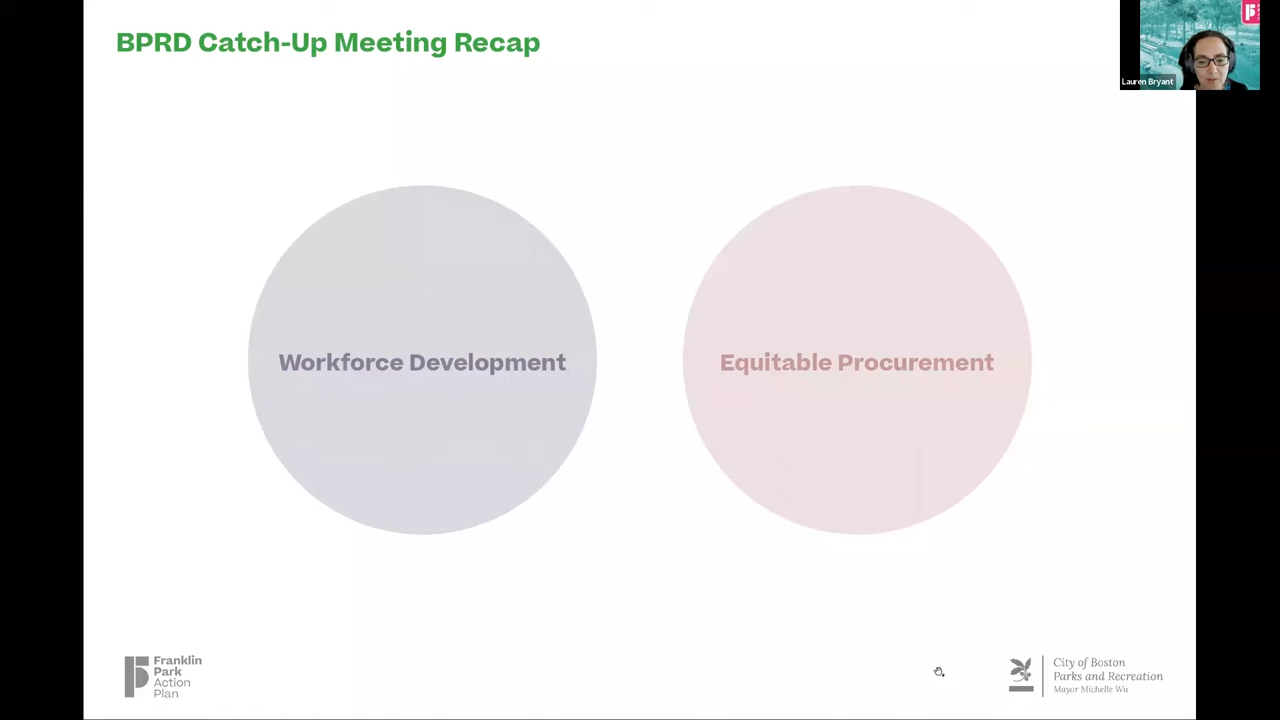 BPRD Catch-Up Meeting Recap
Lauren Bryant
Workforce Development
Equitable Procurement
Franklin
Park
Action
Plan
City of Boston
Parks and Recreation
Mayor Michelle Wu